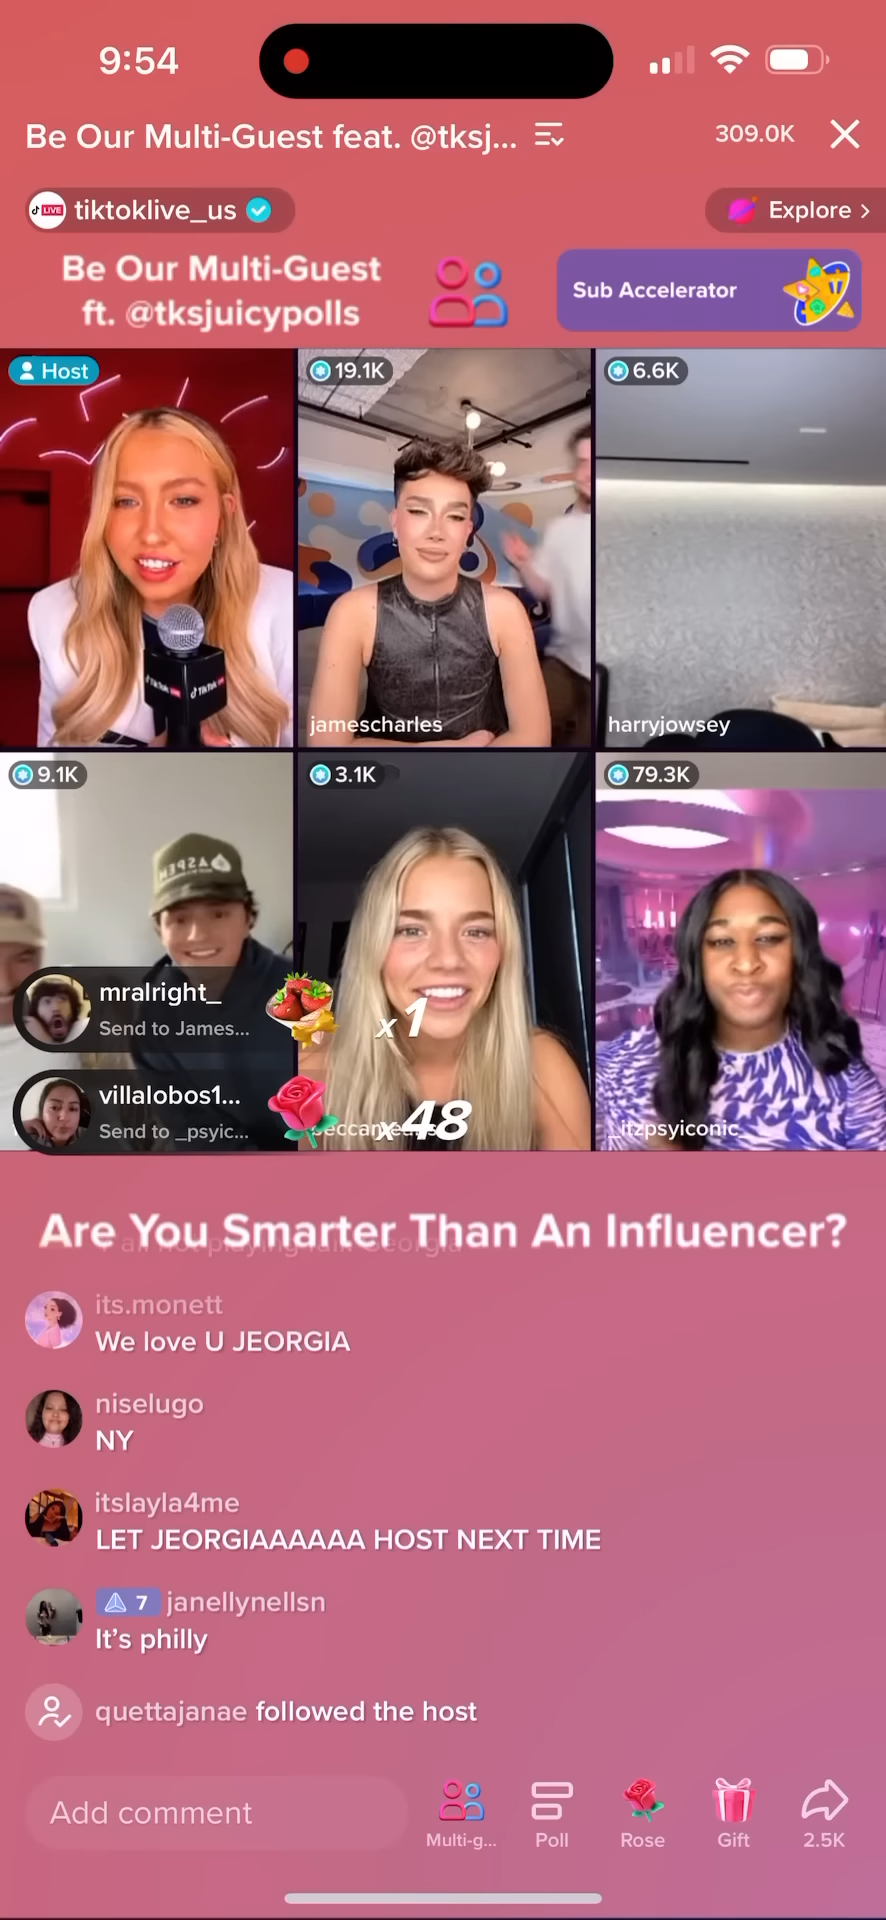 9:54
Be Our Multi-Guest feat. @tksj...
309.0K
tiktoklive_us
Explore >
Be Our Multi-Guest
ft. @tksjuicypolls
Sub Accelerator
Host
19.1K
6.6K
jamescharles
harryjowsey
9.1K
3.1K
79.3K
ASPEN
mralright_
Send to James...
x1
villalobos1...
Send to _psyic...
x48
_itzpsyiconic
Are You Smarter Than An Influencer?
its.monett
We love U JEORGIA
niselugo
NY
itslayla4me
LET JEORGIAAAAAA HOST NEXT TIME
7 janellynellsn
It's philly
quettajanae followed the host
Add comment
Multi-g...
Poll
Rose
Gift
2.5K